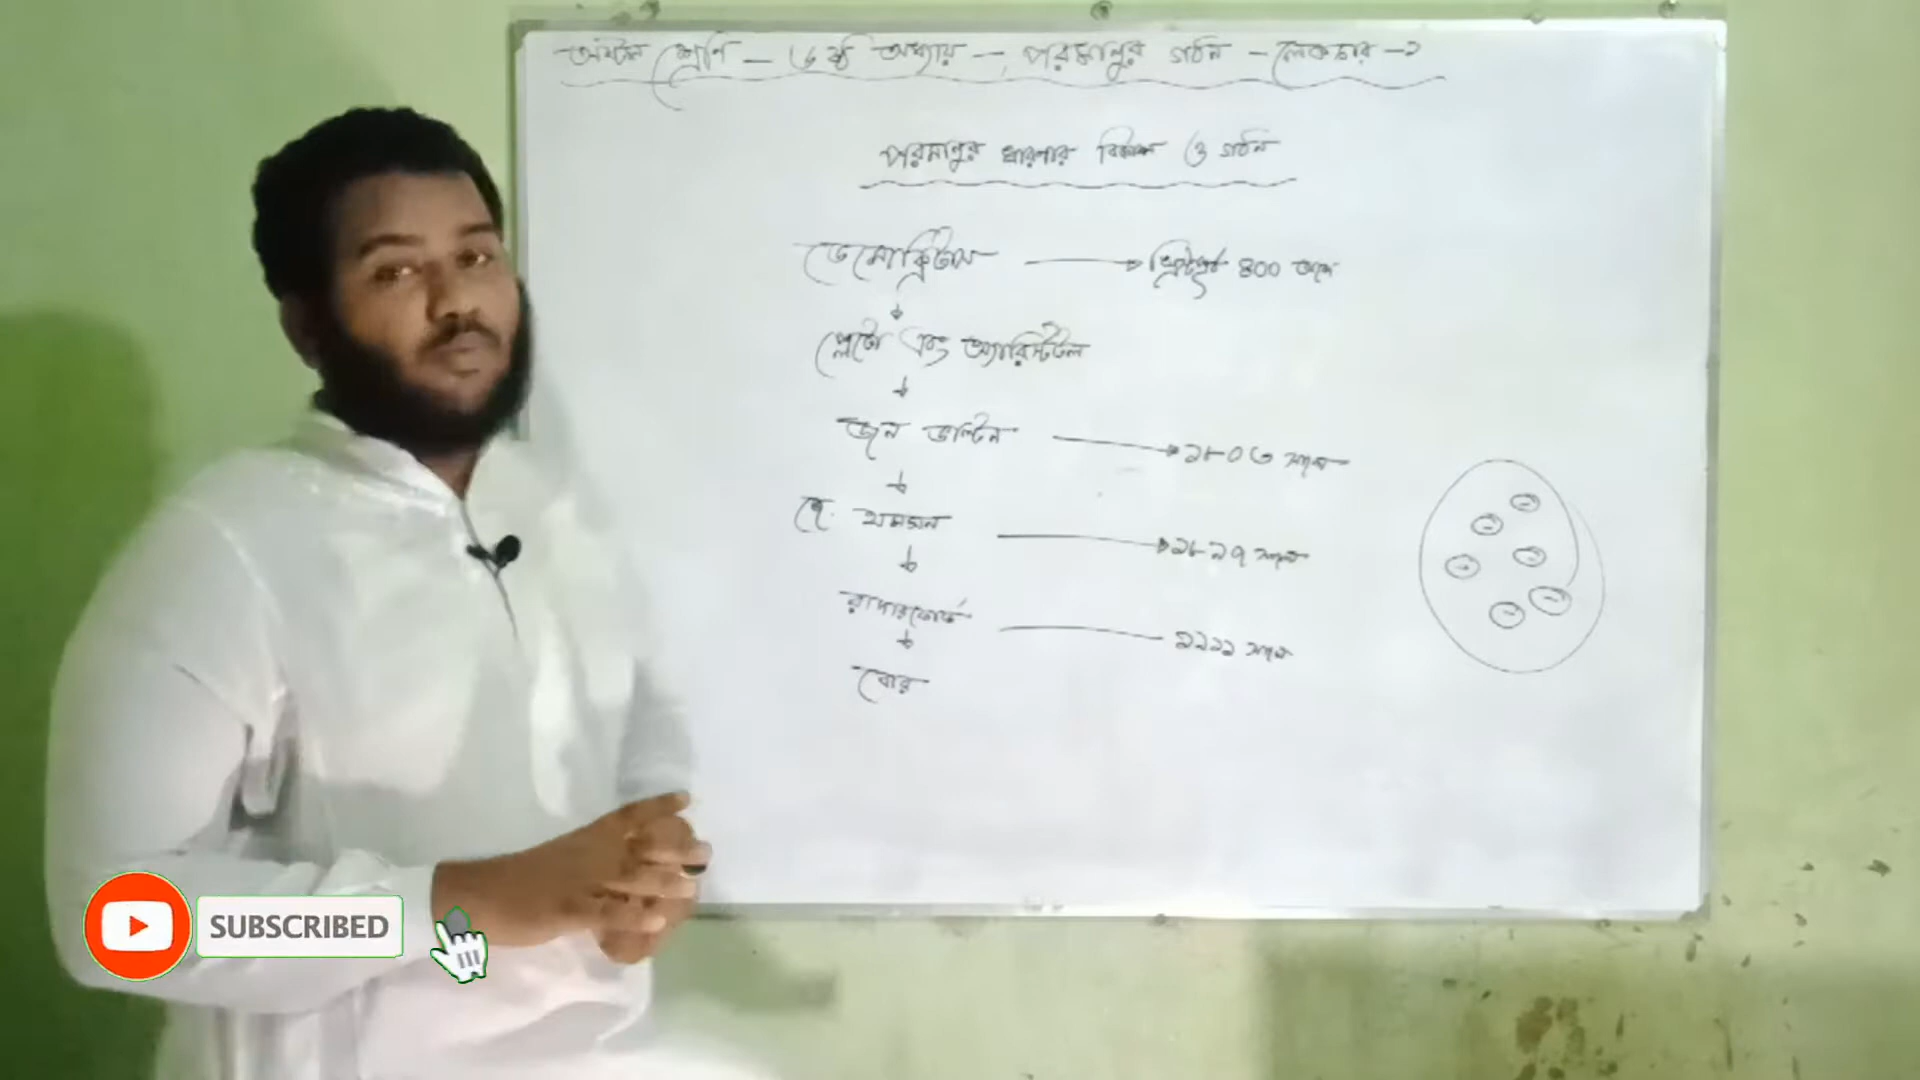 অষ্টম শ্রেণি - ৬ষ্ঠ অধ্যায় - পরমানুর গঠন - লেকচার - ১
পরমানুর ধারণার বিকাশ ও গঠন
ডেমোক্রিটাস → খ্রিস্টপূর্ব ৪০০ অব্দে
↓
প্লেটো এবং অ্যারিস্টটল
↓
জন ডাল্টন → ১৮০৩ সালে
↓
জে. থমসন → ১৮৯৭ সালে
↓
রাদারফোর্ড — ১৯১১ সালে
↓
বোর
SUBSCRIBED